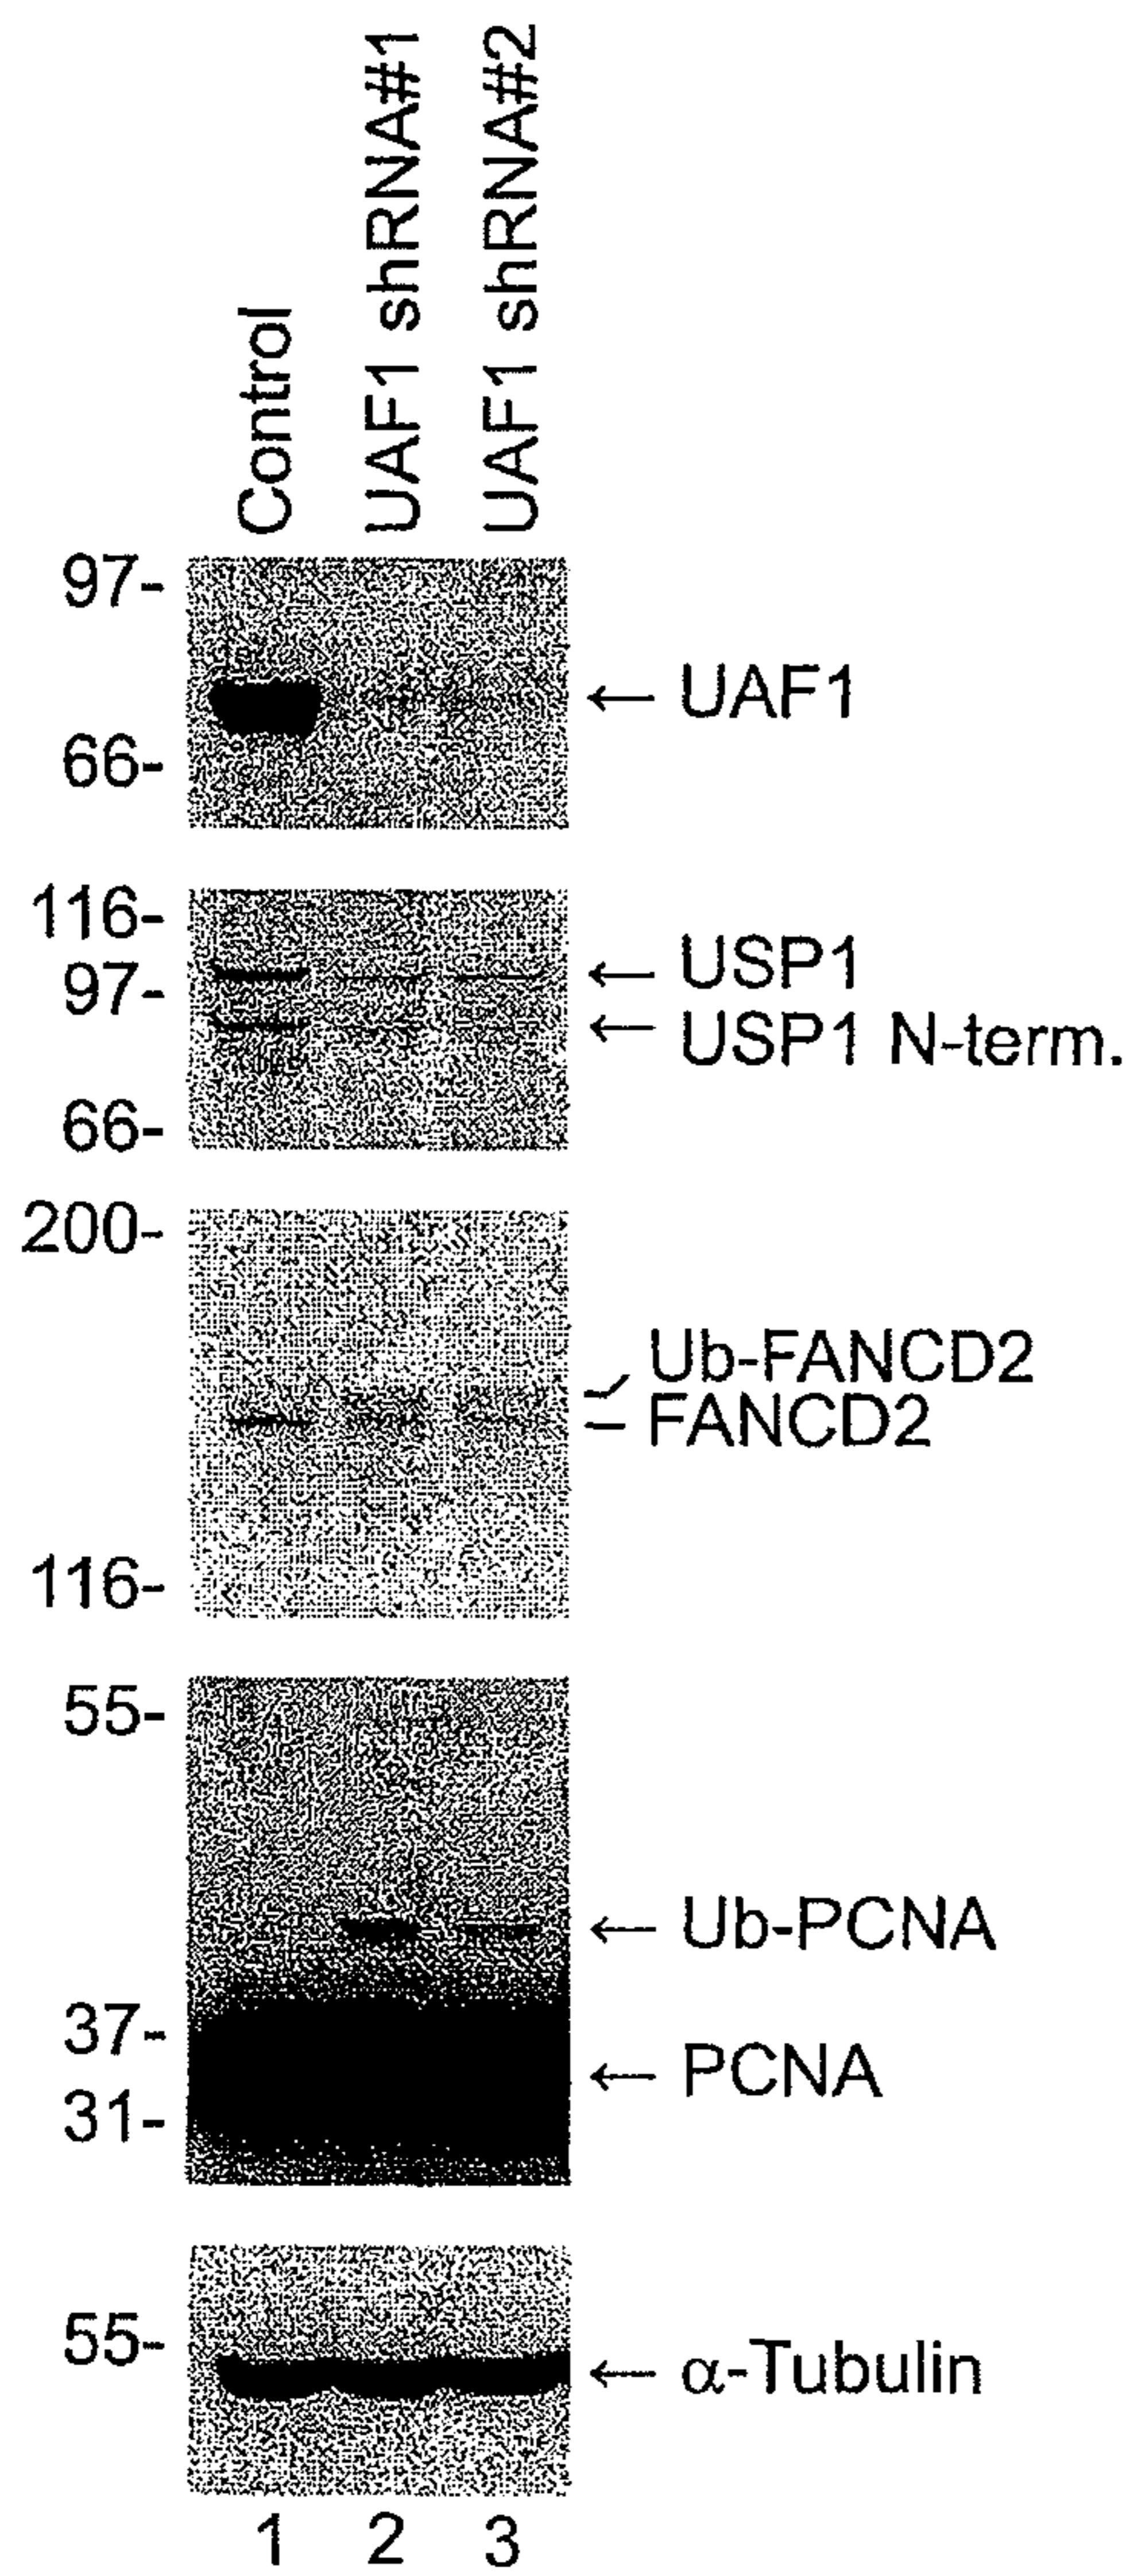 Control
UAF1 shRNA#1
UAF1 shRNA#2
97-
UAF1
66-
116-
USP1
97-
USP1 N-term.
66-
200-
Ub-FANCD2
FANCD2
116-
55-
Ub-PCNA
37-
PCNA
31-
55-
α-Tubulin
1 2 3